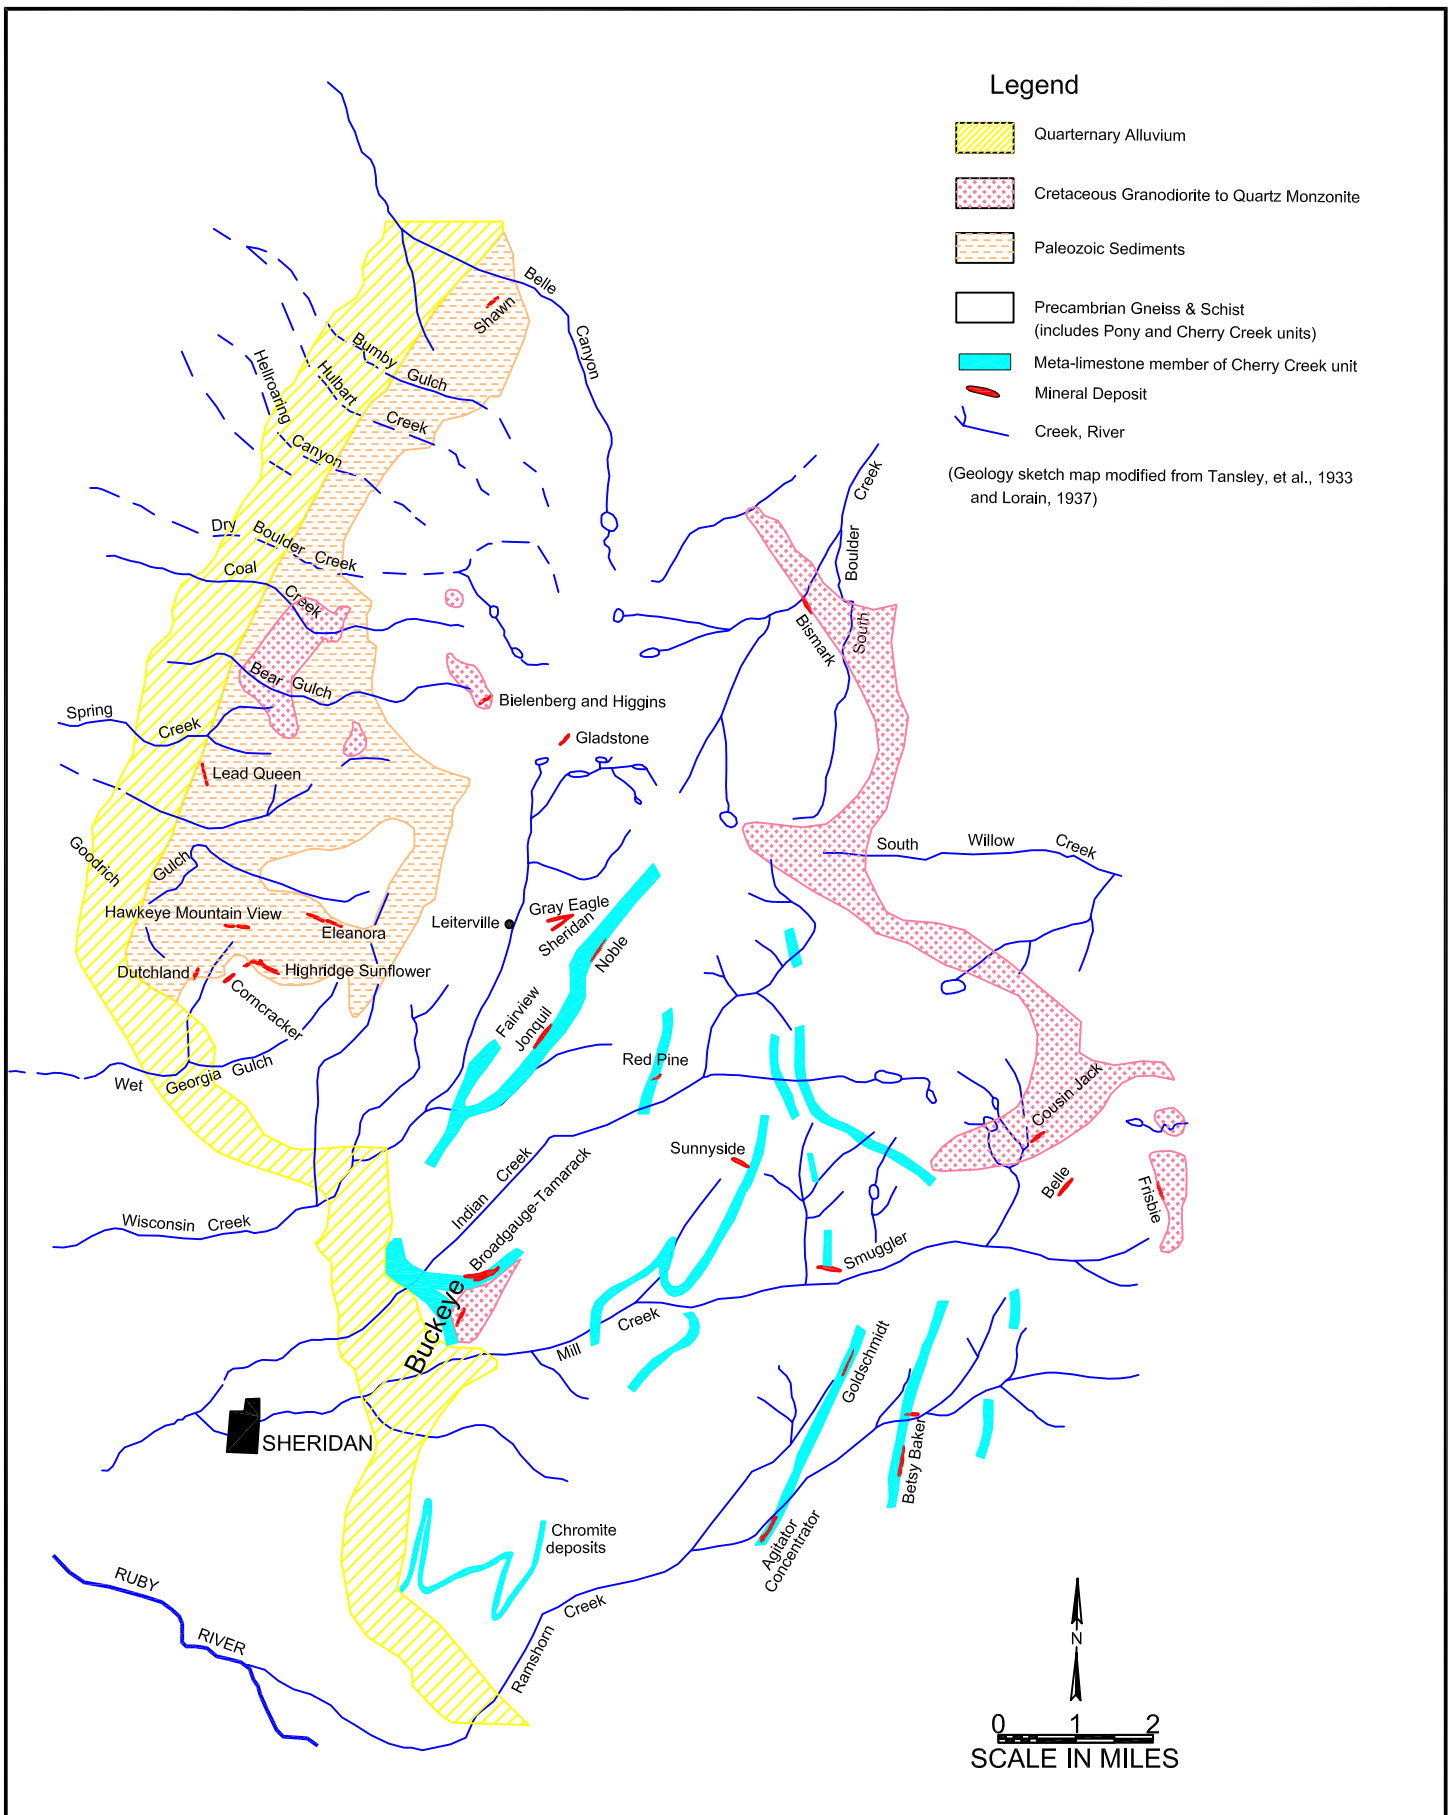 Legend
Quarternary Alluvium
Cretaceous Granodiorite to Quartz Monzonite
Paleozoic Sediments
Precambrian Gneiss & Schist
(includes Pony and Cherry Creek units)
Meta-limestone member of Cherry Creek unit
Mineral Deposit
Creek, River
(Geology sketch map modified from Tansley, et al., 1933
and Lorain, 1937)
Belle
Canyon
Shawn
Bumby
Gulch
Hulbart
Creek
Hellroaring
Canyon
Dry Boulder Creek
Coal
Creek
Bear Gulch
Spring
Creek
Boulder
Creek
South
Bismark
Bielenberg and Higgins
Gladstone
Lead Queen
Goodrich
Gulch
South Willow Creek
Hawkeye Mountain View
Eleanora
Leiterville
Gray Eagle
Sheridan
Noble
Dutchland
Highridge Sunflower
Corncracker
Fairview
Jonquil
Red Pine
Wet Georgia Gulch
Cousin Jack
Sunnyside
Belle
Frisbie
Wisconsin Creek
Indian Creek
Broadgauge-Tamarack
Smuggler
Buckeye
Mill
Creek
Goldschmidt
SHERIDAN
Betsy Baker
Chromite
deposits
Agitator
Concentrator
RUBY
RIVER
Ramshorn
Creek
N
0 1 2
SCALE IN MILES